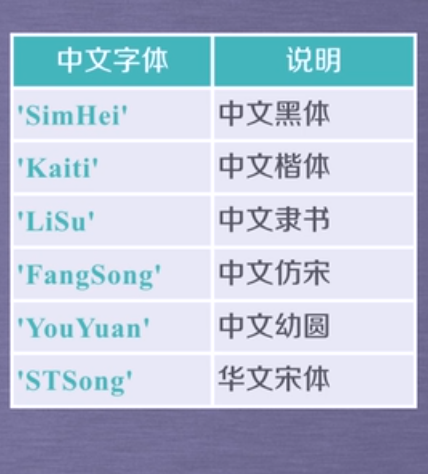 中文字体 说明
'SimHei' 中文黑体
'Kaiti' 中文楷体
'LiSu' 中文隶书
'FangSong' 中文仿宋
'YouYuan' 中文幼圆
'STSong' 华文宋体